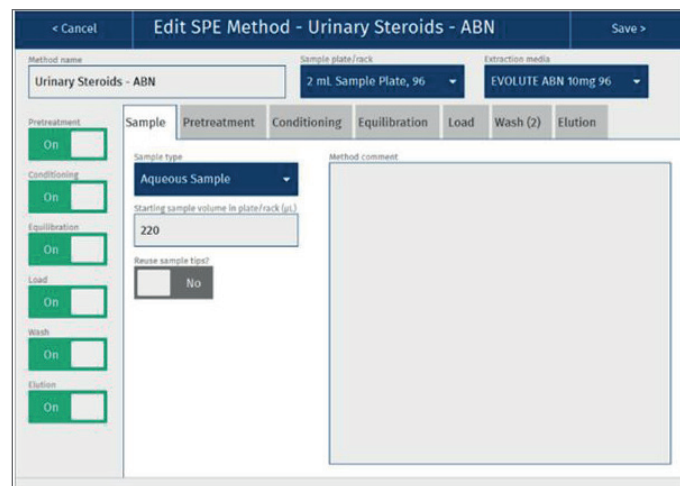 < Cancel
Edit SPE Method - Urinary Steroids - ABN
Save >
Method name
Urinary Steroids - ABN
Sample plate/rack
2 mL Sample Plate, 96
Extraction media
EVOLUTE ABN 10mg 96
Pretreatment
On
Conditioning
On
Equilibration
On
Load
On
Wash
On
Elution
On
Sample
Pretreatment
Conditioning
Equilibration
Load
Wash (2)
Elution
Sample type
Aqueous Sample
Starting sample volume in plate/rack (µL)
220
Reuse sample tips?
No
Method comment